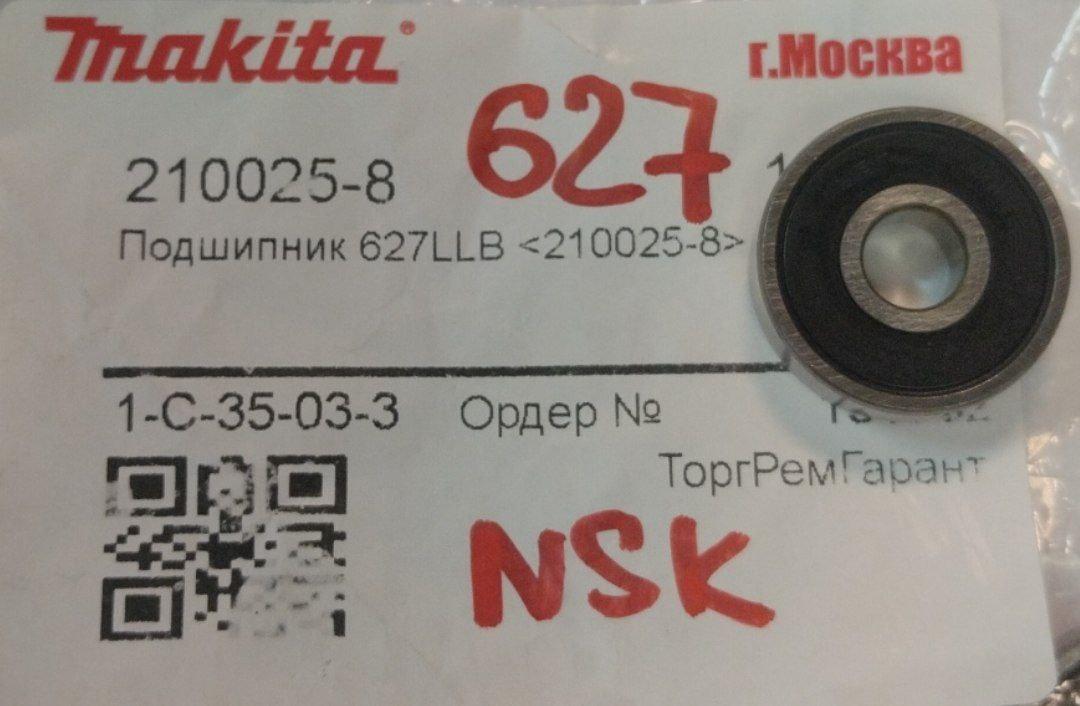 makita®
г.Москва
627
210025-8
Подшипник 627LLB <210025-8>
1-C-35-03-3 Ордер №
ТоргРемГарант
NSK